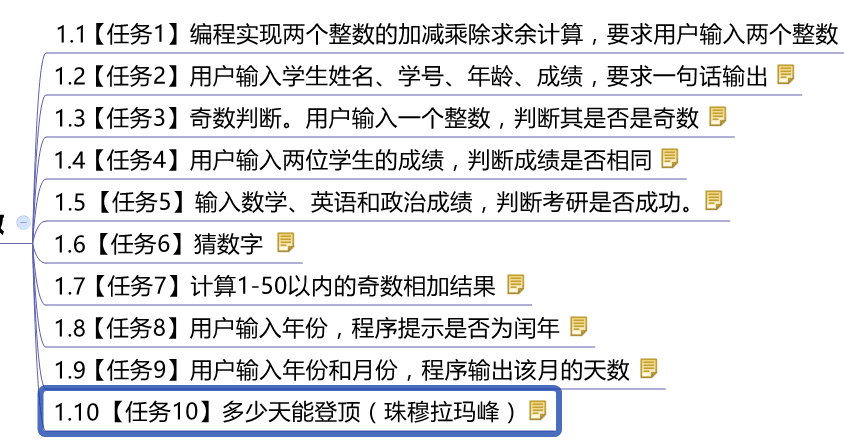 1.1【任务1】编程实现两个整数的加减乘除求余计算，要求用户输入两个整数
1.2【任务2】用户输入学生姓名、学号、年龄、成绩，要求一句话输出
1.3【任务3】奇数判断。用户输入一个整数，判断其是否是奇数
1.4【任务4】用户输入两位学生的成绩，判断成绩是否相同
1.5 【任务5】输入数学、英语和政治成绩，判断考研是否成功。
1.6 【任务6】猜数字
1.7【任务7】计算1-50以内的奇数相加结果
1.8【任务8】用户输入年份，程序提示是否为闰年
1.9【任务9】用户输入年份和月份，程序输出该月的天数
1.10 【任务10】多少天能登顶（珠穆拉玛峰）